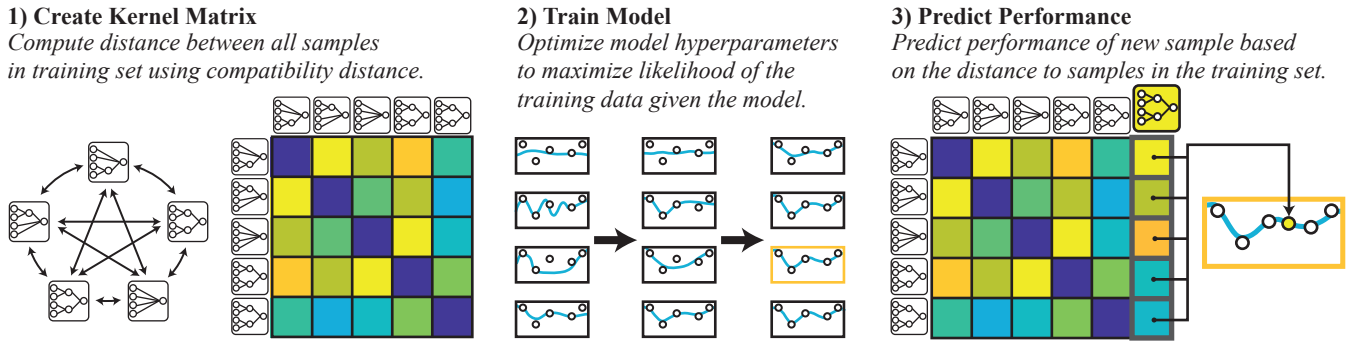 1) Create Kernel Matrix
Compute distance between all samples
in training set using compatibility distance.
2) Train Model
Optimize model hyperparameters
to maximize likelihood of the
training data given the model.
3) Predict Performance
Predict performance of new sample based
on the distance to samples in the training set.